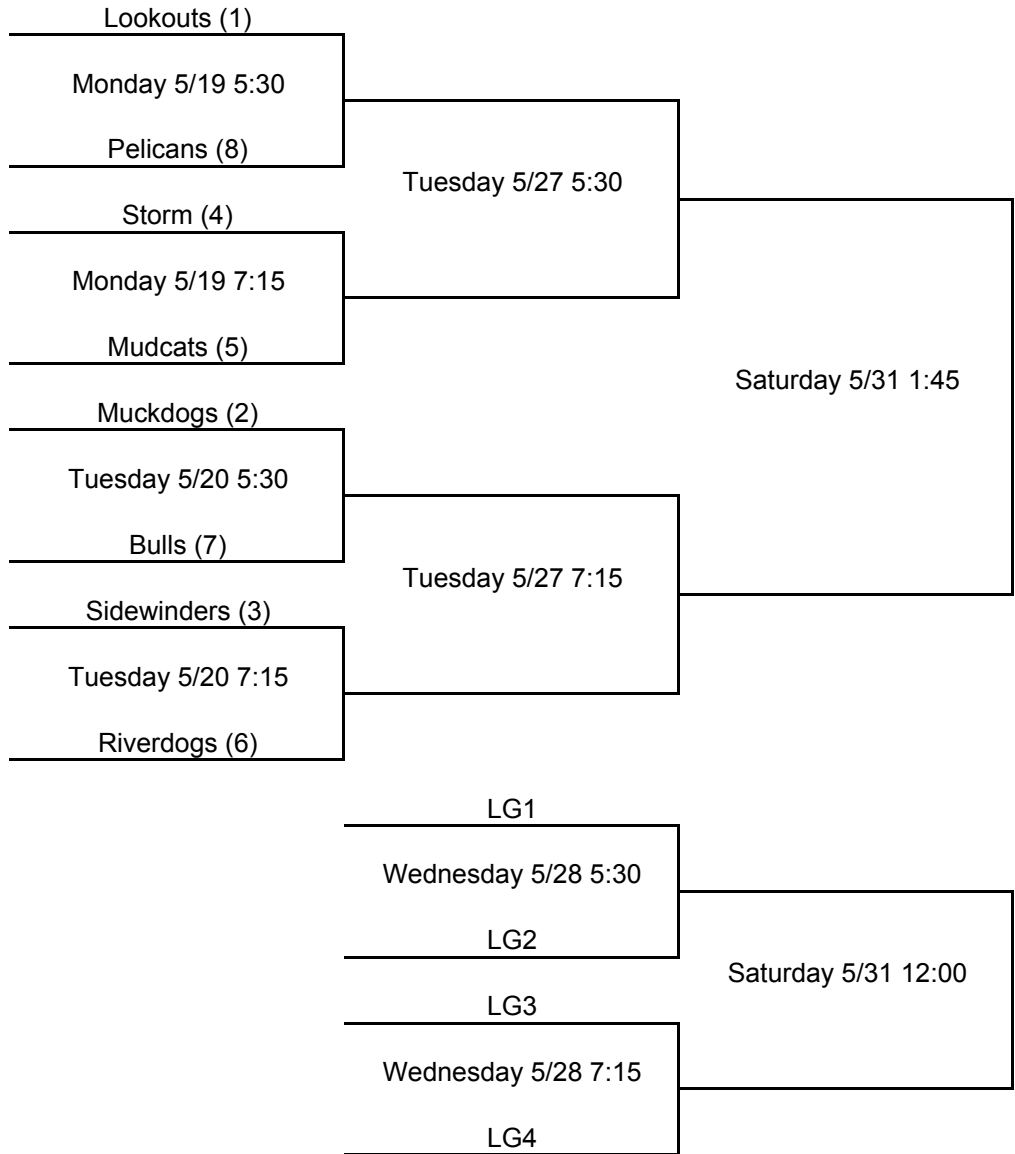 Lookouts (1)
Monday 5/19 5:30
Pelicans (8)
Tuesday 5/27 5:30
Storm (4)
Monday 5/19 7:15
Mudcats (5)
Saturday 5/31 1:45
Muckdogs (2)
Tuesday 5/20 5:30
Bulls (7)
Tuesday 5/27 7:15
Sidewinders (3)
Tuesday 5/20 7:15
Riverdogs (6)
LG1
Wednesday 5/28 5:30
LG2
Saturday 5/31 12:00
LG3
Wednesday 5/28 7:15
LG4